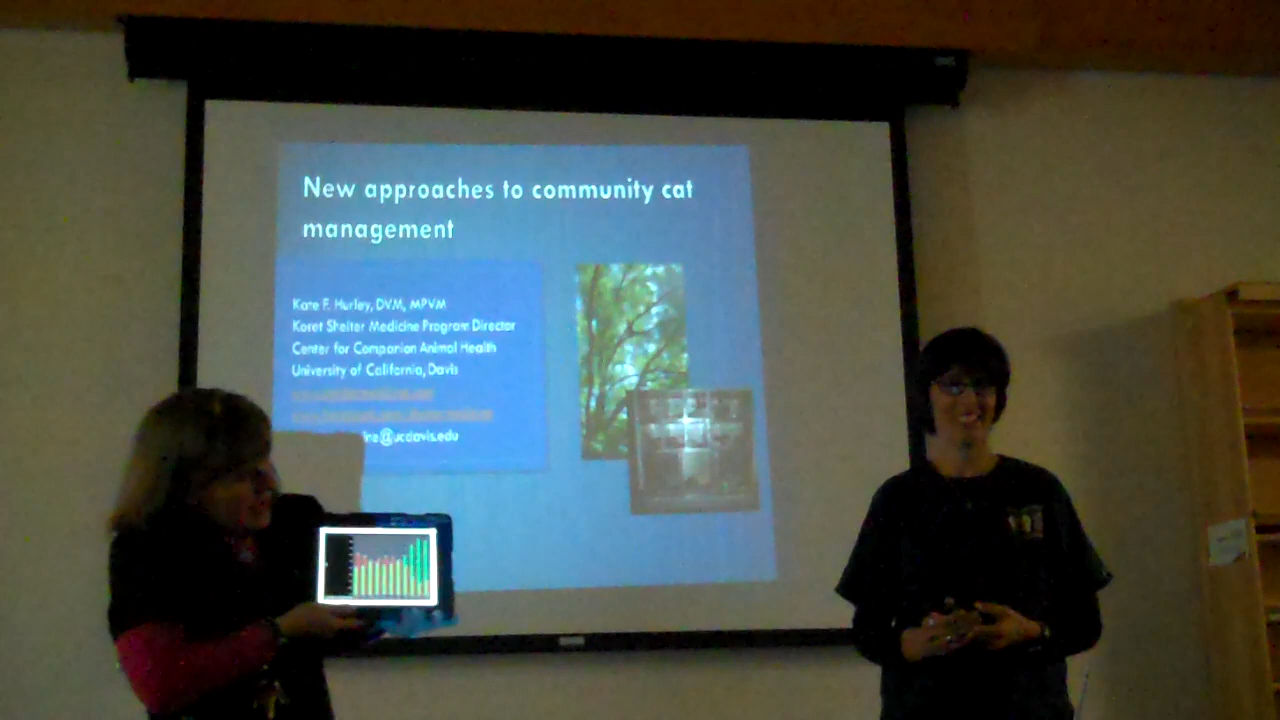 New approaches to community cat
management
Kate F. Hurley, DVM, MPVM
Koret Shelter Medicine Program Director
Center for Companion Animal Health
University of California, Davis
@ucdavis.edu